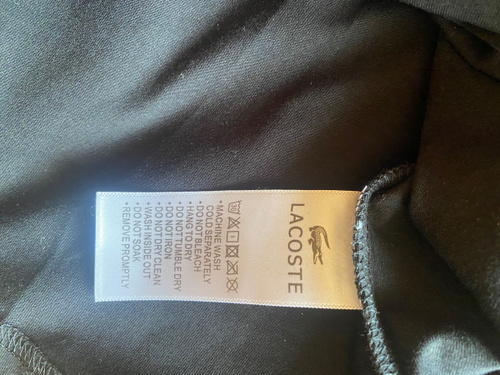 LACOSTE
30
•MACHINE WASH
COLD SEPARATELY
•DO NOT BLEACH
•HANG TO DRY
•DO NOT TUMBLE DRY
•DO NOT IRON
•DO NOT DRY CLEAN
•WASH INSIDE OUT
•DO NOT SOAK
•REMOVE PROMPTLY